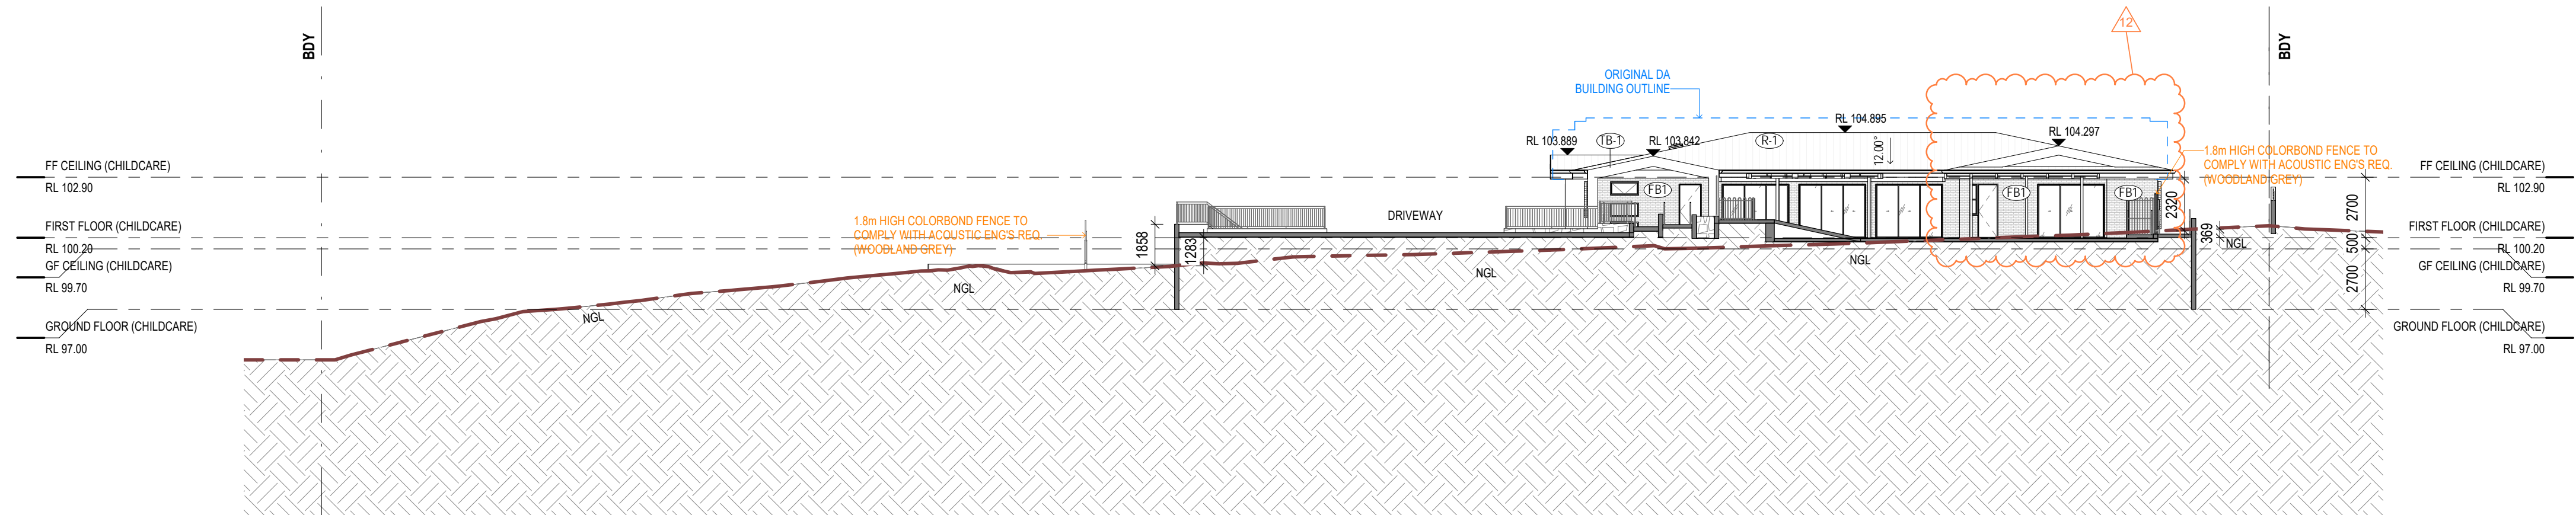 BDY
12
BDY
ORIGINAL DA
BUILDING OUTLINE
RL 104.895
RL 103.889
TB-1
RL 103.842
R-1
12.00°
RL 104.297
1.8m HIGH COLORBOND FENCE TO
COMPLY WITH ACOUSTIC ENG'S REQ.
(WOODLAND GREY)
FF CEILING (CHILDCARE)
RL 102.90
FF CEILING (CHILDCARE)
RL 102.90
FB1
FB1
FB1
2320
2700
DRIVEWAY
1.8m HIGH COLORBOND FENCE TO
COMPLY WITH ACOUSTIC ENG'S REQ.
(WOODLAND GREY)
1858
1283
369
NGL
500
FIRST FLOOR (CHILDCARE)
RL 100.20
FIRST FLOOR (CHILDCARE)
RL 100.20
GF CEILING (CHILDCARE)
RL 99.70
GF CEILING (CHILDCARE)
RL 99.70
NGL
NGL
NGL
NGL
2700
GROUND FLOOR (CHILDCARE)
RL 97.00
GROUND FLOOR (CHILDCARE)
RL 97.00